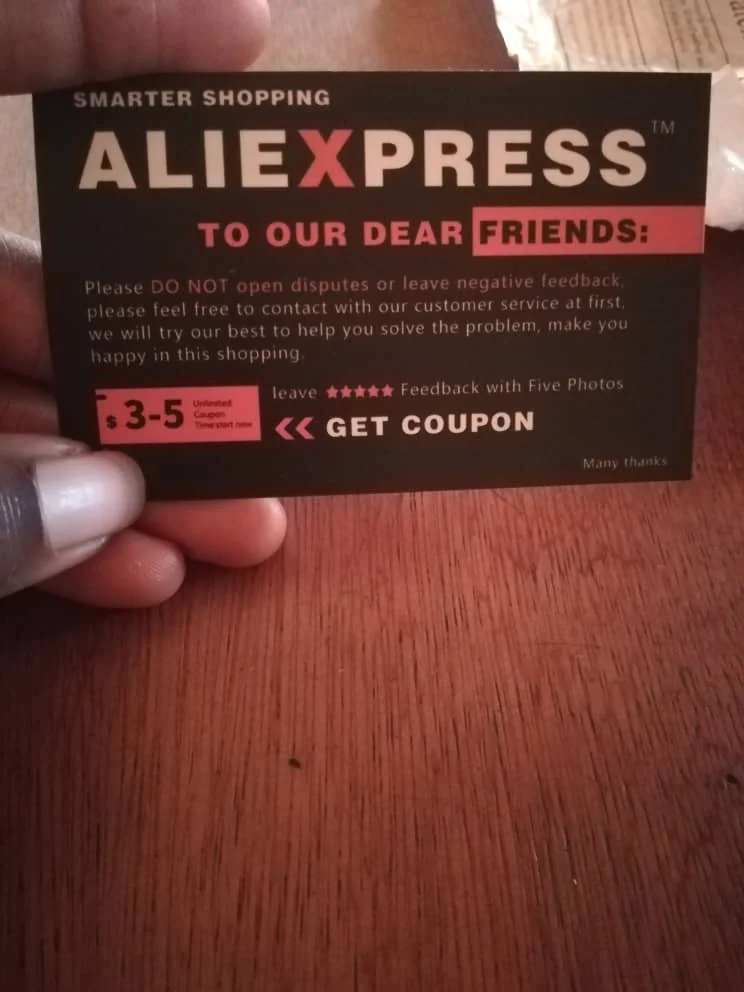 SMARTER SHOPPING
ALIEXPRESS™
TO OUR DEAR FRIENDS:
Please DO NOT open disputes or leave negative feedback,
please feel free to contact with our customer service at first,
we will try our best to help you solve the problem, make you
happy in this shopping.
$ 3-5
Unlimited
Coupon
Time start now
leave ★★★★★ Feedback with Five Photos
<< GET COUPON
Many thanks